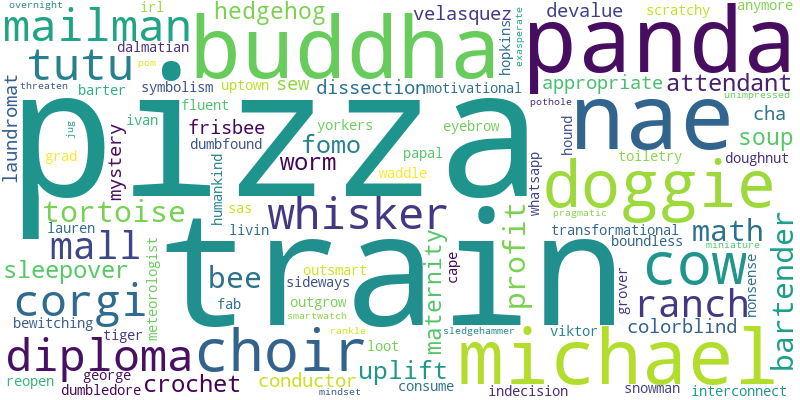 overnight
irl
hedgehog
velasquez
devalue
scratchy
anymore
mailman
buddha
hopkins
exasperate
panda
dalmatian
tutu
pom
threaten
barter
symbolism
uptown
sew
dissection
motivational
appropriate
attendant
unimpressed
laundromat
pizza
fluent
pothole
nae
cha
jug
ivan
frisbee
yorkers
eyebrow
hound
soup
mystery
dumbfound
fomo
grad
worm
papal
toiletry
doughnut
waddle
whatsapp
doggie
humankind
tortoise
sas
whisker
profit
pragmatic
lauren
livin
train
transformational
math
mall
boundless
miniature
bartender
meteorologist
maternity
sleepover
bee
outsmart
cape
cow
nonsense
sideways
grover
corgi
fab
outgrow
ranch
bewitching
smartwatch
tiger
rankle
sledgehammer
viktor
colorblind
diploma
choir
loot
michael
reopen
george
crochet
conductor
uplift
dumbledore
mindset
consume
indecision
snowman
interconnect